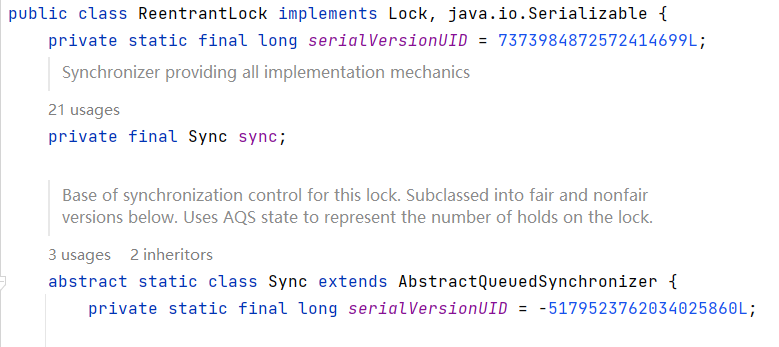 public class ReentrantLock implements Lock, java.io.Serializable {
private static final long serialVersionUID = 7373984872572414699L;
Synchronizer providing all implementation mechanics
21 usages
private final Sync sync;
Base of synchronization control for this lock. Subclassed into fair and nonfair
versions below. Uses AQS state to represent the number of holds on the lock.
3 usages 2 inheritors
abstract static class Sync extends AbstractQueuedSynchronizer {
private static final long serialVersionUID = -5179523762034025860L;